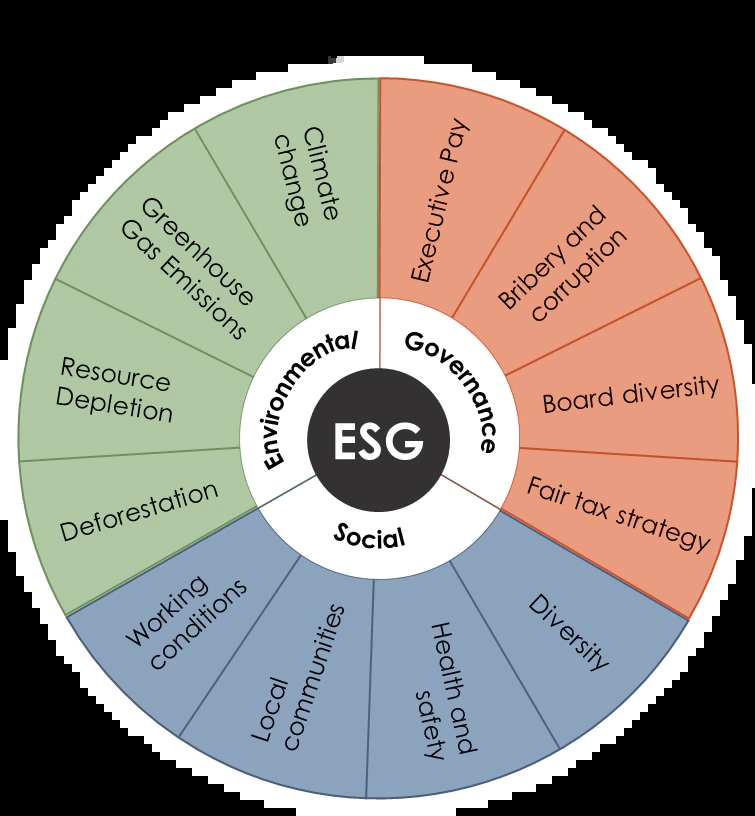 ESG
Environmental
Climate
change
Greenhouse
Gas Emissions
Resource
Depletion
Deforestation
Governance
Executive Pay
Bribery and
corruption
Board diversity
Fair tax strategy
Social
Diversity
Health and
safety
Local
communities
Working
conditions